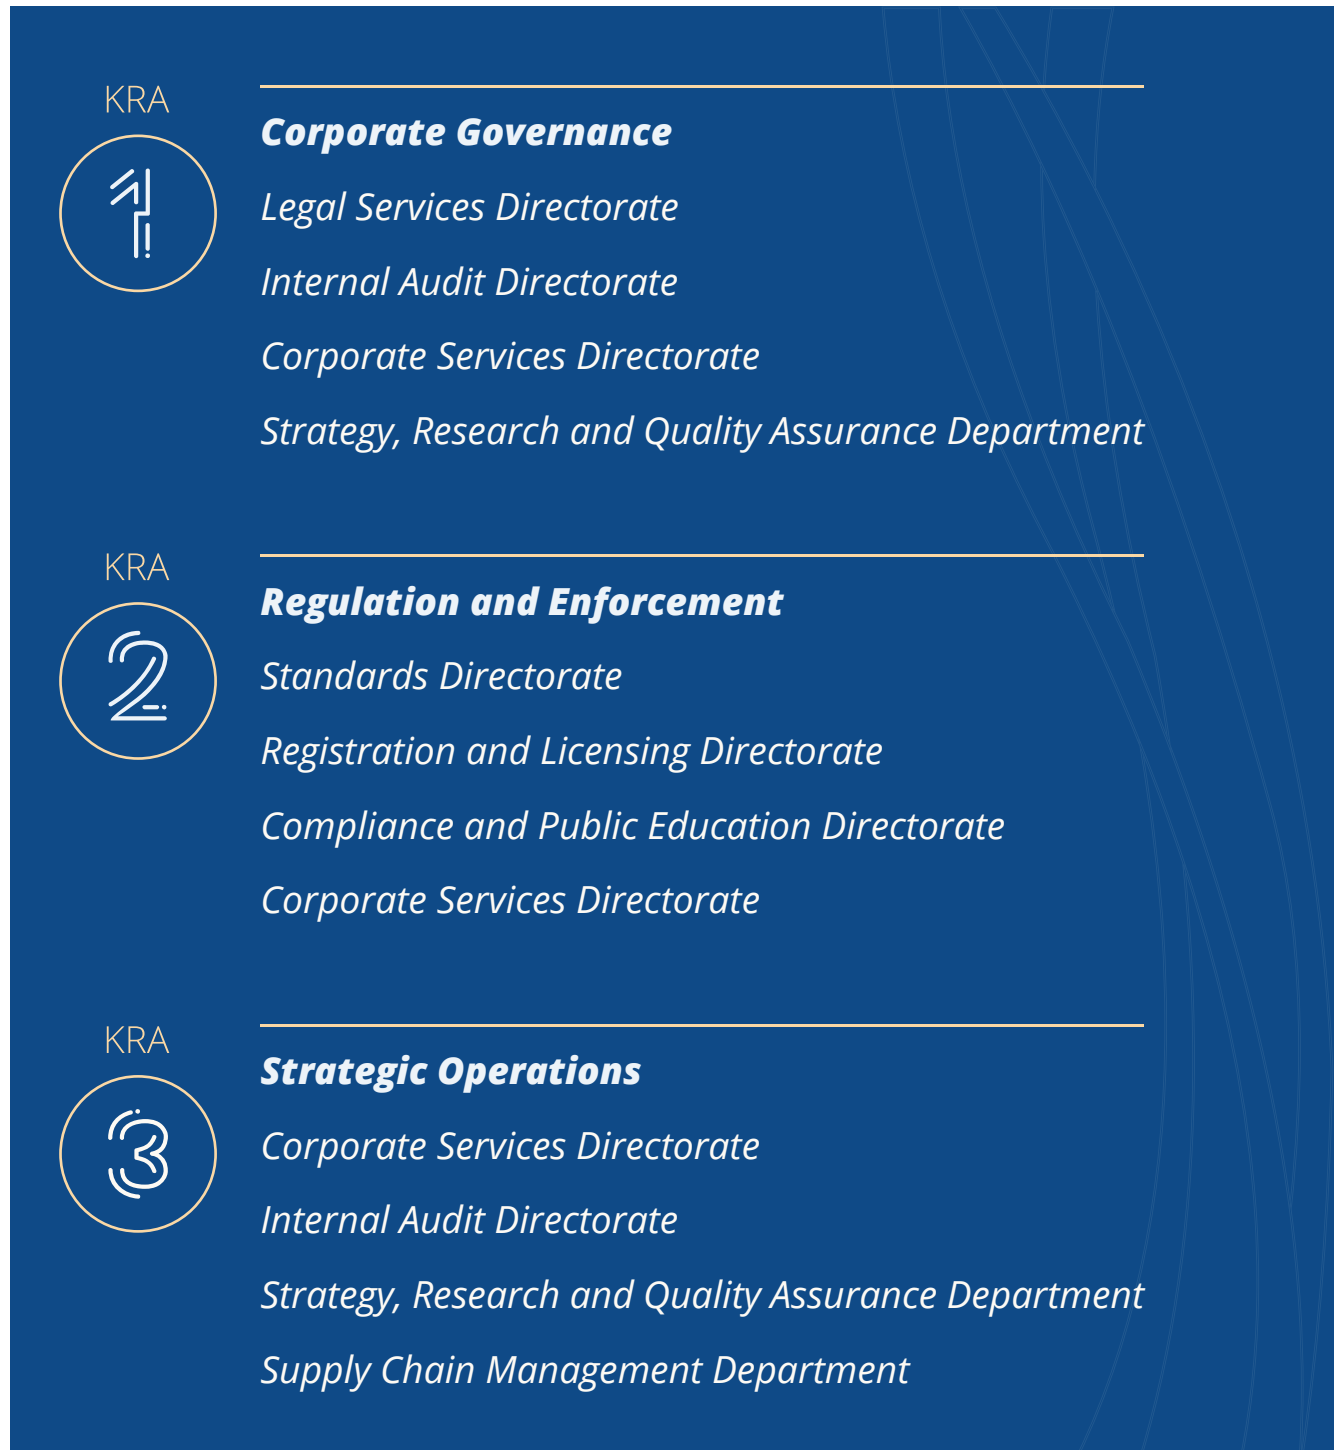 KRA
1
Corporate Governance
Legal Services Directorate
Internal Audit Directorate
Corporate Services Directorate
Strategy, Research and Quality Assurance Department
KRA
2
Regulation and Enforcement
Standards Directorate
Registration and Licensing Directorate
Compliance and Public Education Directorate
Corporate Services Directorate
KRA
3
Strategic Operations
Corporate Services Directorate
Internal Audit Directorate
Strategy, Research and Quality Assurance Department
Supply Chain Management Department